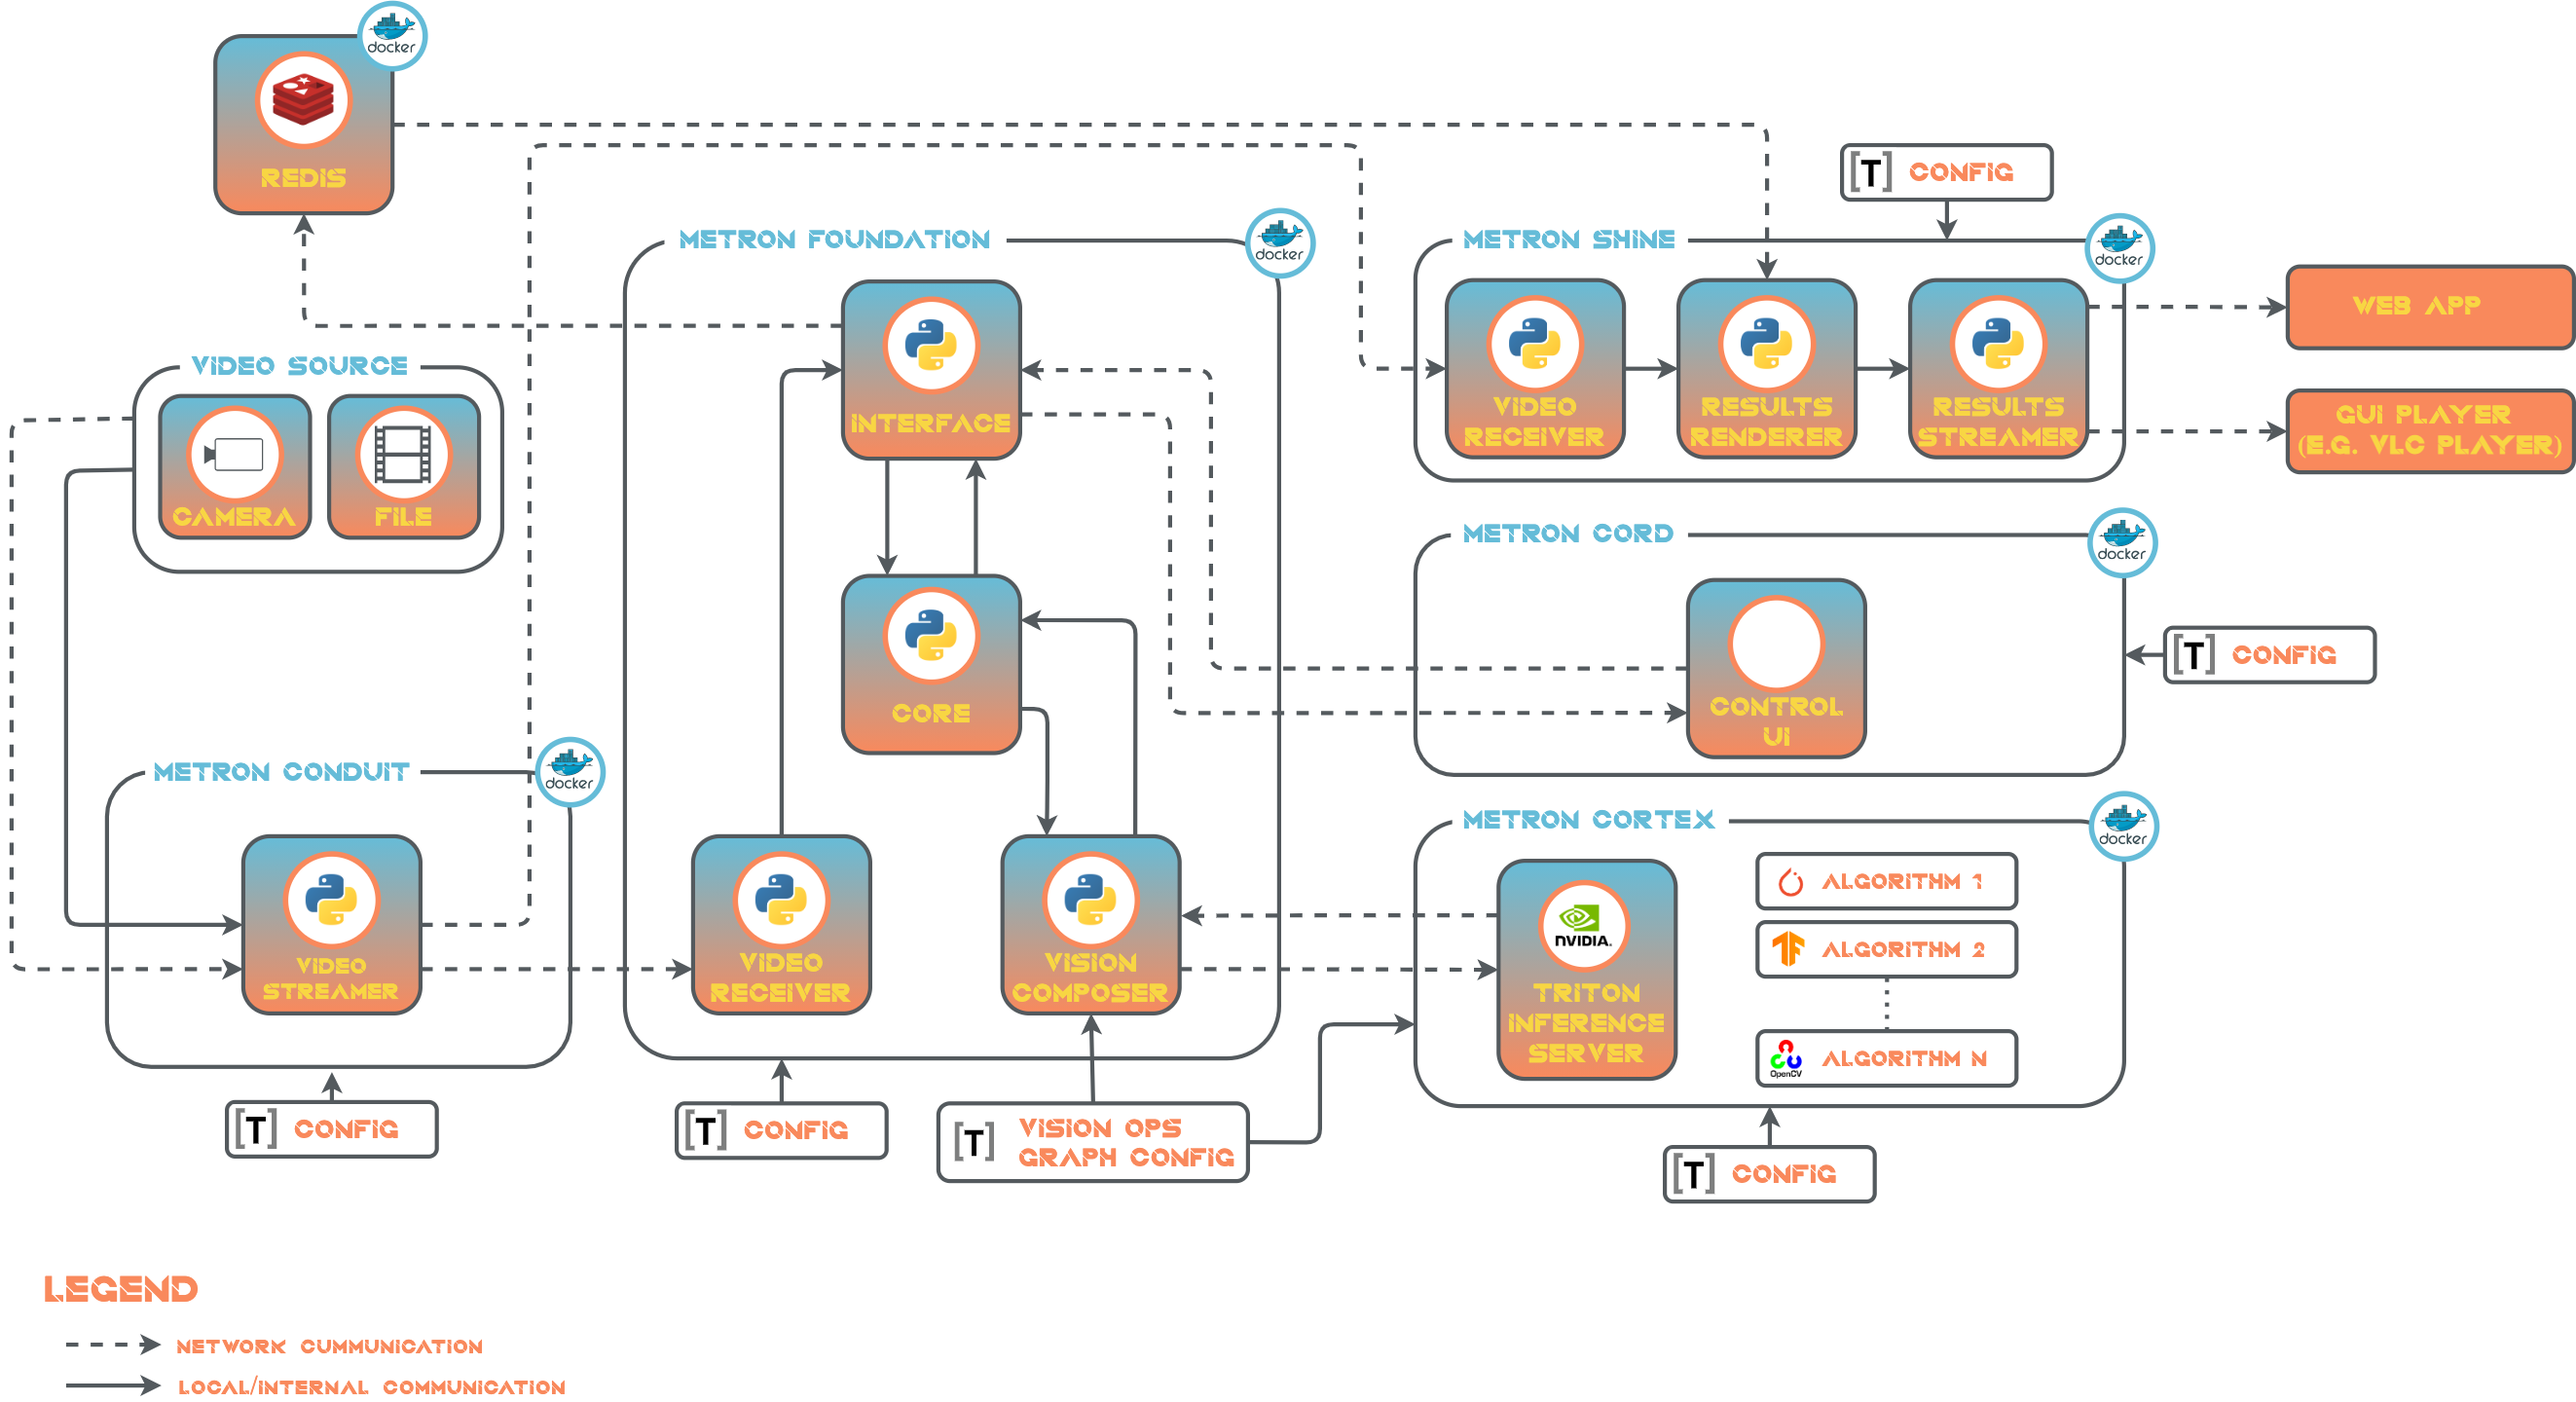 docker
REDIS
[T] CONFIG
METRON FOUNDATION
docker
METRON SHINE
docker
WEB APP
VIDEO SOURCE
INTERFACE
VIDEO
RECEIVER
RESULTS
RENDERER
RESULTS
STREAMER
GUI PLAYER
(E.G. VLC PLAYER)
CAMERA
FILE
METRON CORD
docker
[T] CONFIG
CORE
CONTROL
UI
METRON CONDUIT
docker
METRON CORTEX
docker
VIDEO
STREAMER
VIDEO
RECEIVER
VISION
COMPOSER
NVIDIA.
TRITON
INFERENCE
SERVER
ALGORITHM 1
ALGORITHM 2
OpenCV
ALGORITHM N
[T] CONFIG
[T] CONFIG
[T] VISION OPS
GRAPH CONFIG
[T] CONFIG
LEGEND
NETWORK CUMMUNICATION
LOCAL/INTERNAL COMMUNICATION